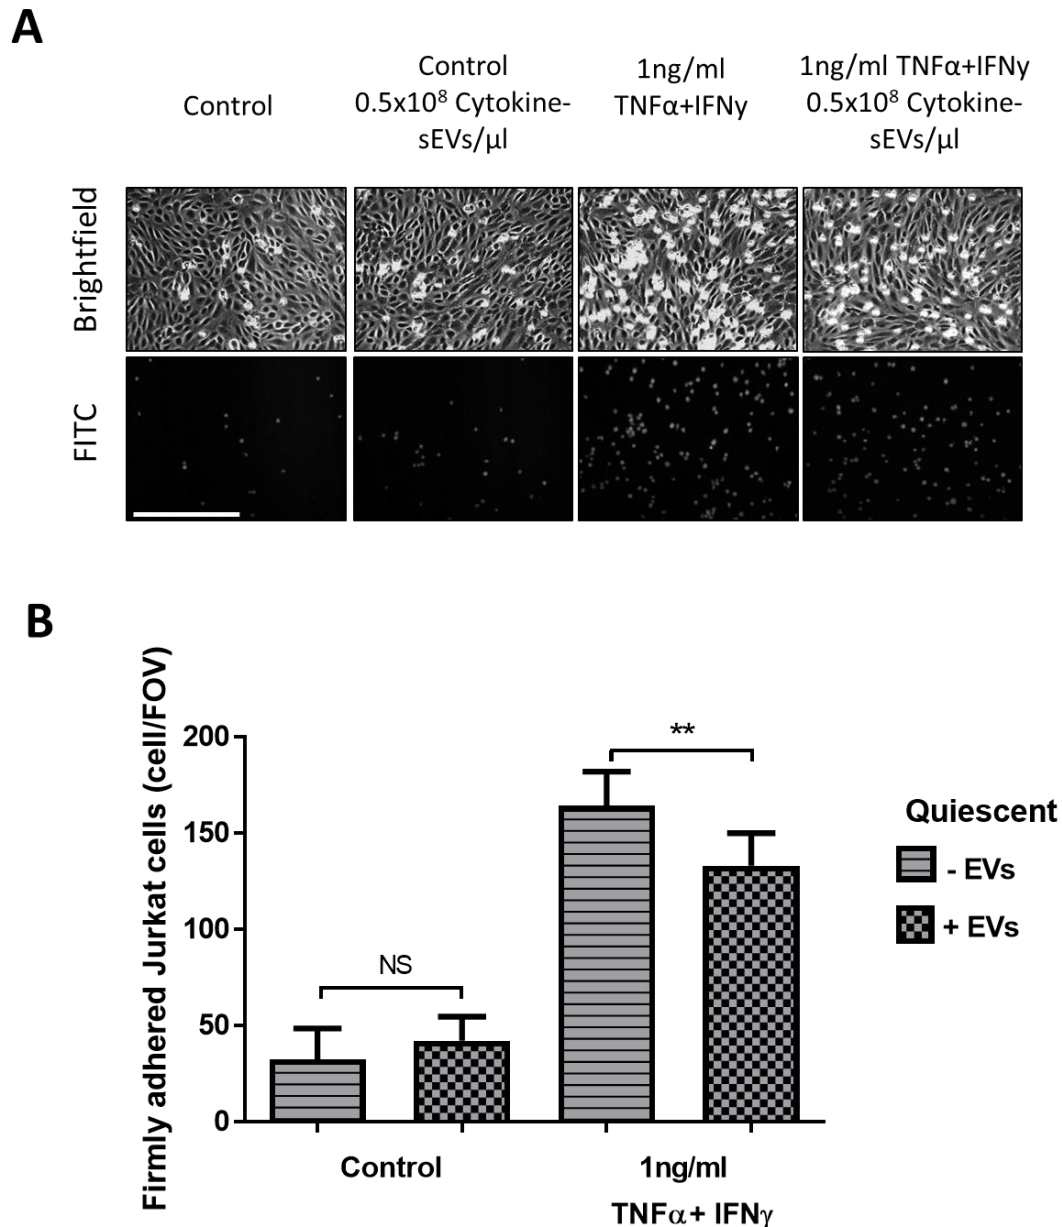 A
Control
Control
0.5x10⁸ Cytokine-
sEVs/µl
1ng/ml
TNFα+IFNy
1ng/ml TNFα+IFNy
0.5x10⁸ Cytokine-
sEVs/µl
Brightfield
FITC
B
Firmly adhered Jurkat cells (cell/FOV)
200
150
100
50
0
NS
**
Control
1ng/ml
TNFα+ IFNγ
Quiescent
- EVs
+ EVs